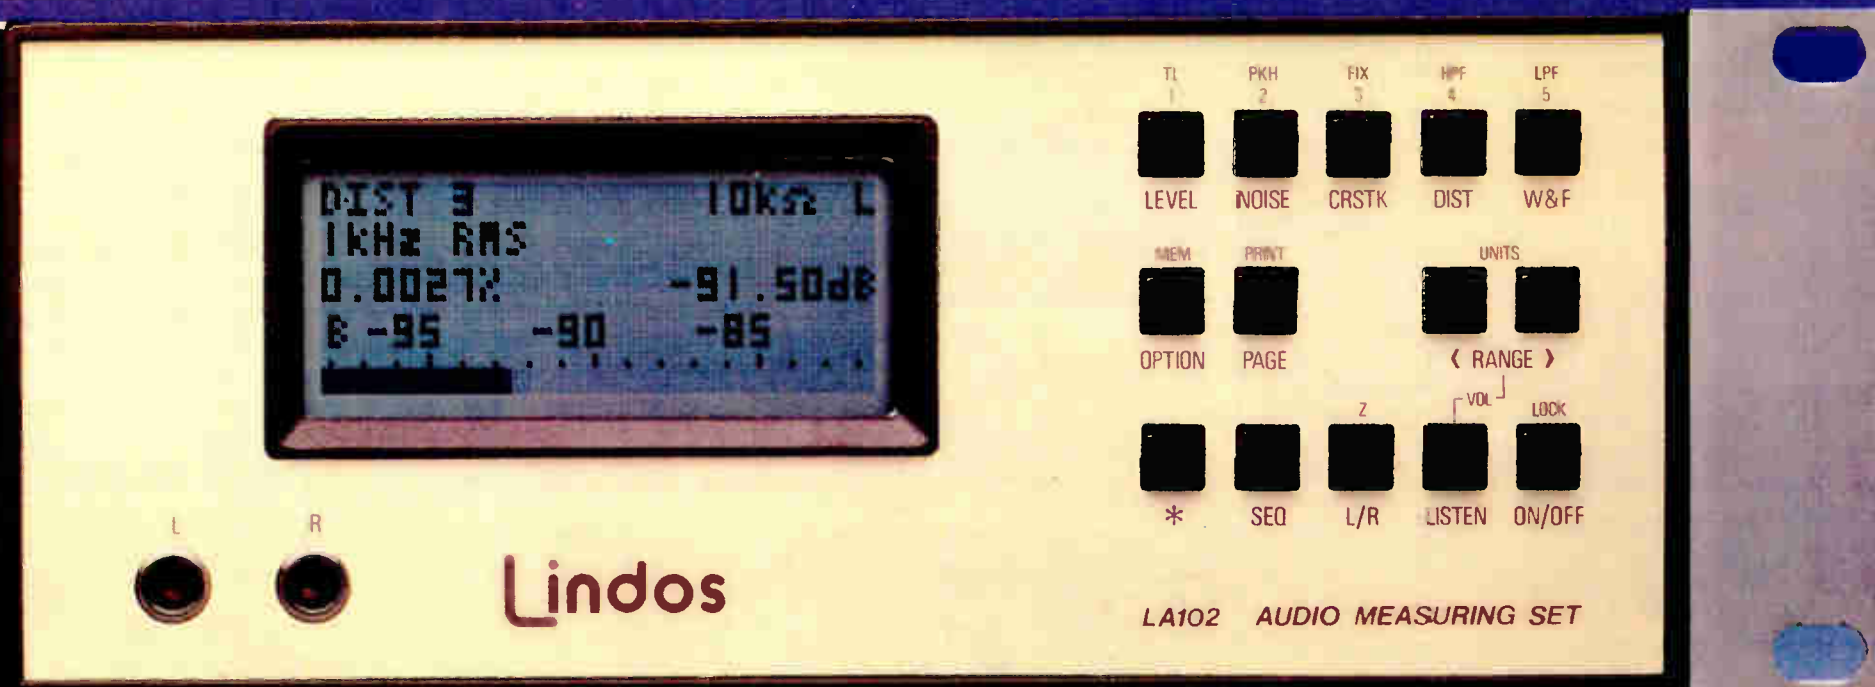 DIST 3 10kΩ L
1kHz RMS
0.0027% -91.50dB
-95 -90 -85
L R
Lindos
TL PKH FIX HPF LPF
1 2 3 4 5
LEVEL NOISE CRSTK DIST W&F
MEM PRINT UNITS
OPTION PAGE ⟨ RANGE ⟩
VOL
Z LOCK
* SEQ L/R LISTEN ON/OFF
LA102 AUDIO MEASURING SET